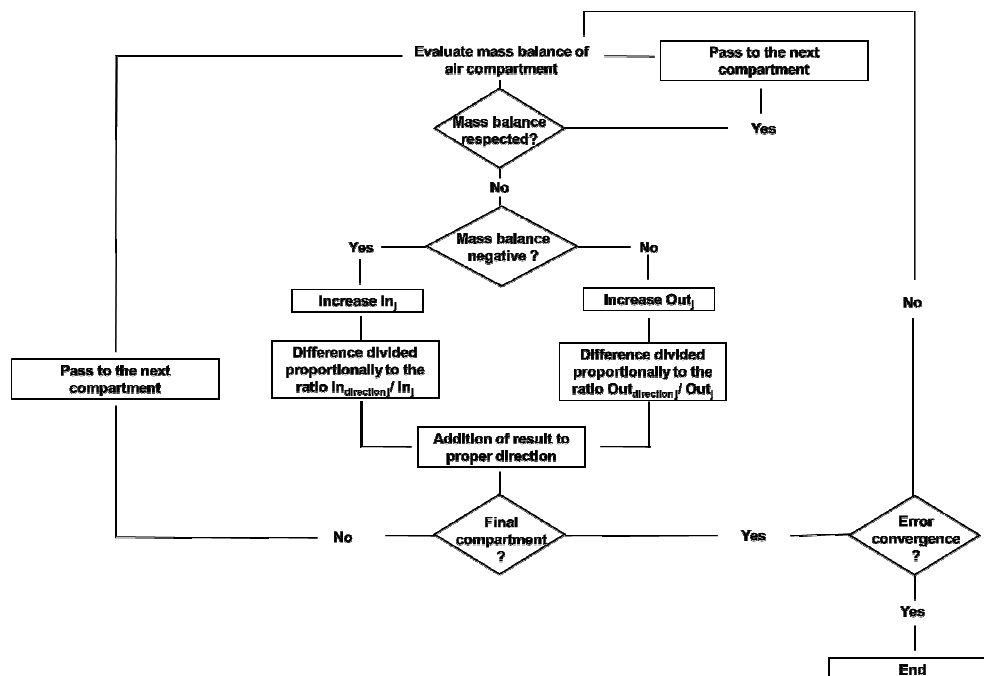 Evaluate mass balance of
air compartment
Pass to the next
compartment
Mass balance
respected?
Yes
No
Mass balance
negative ?
Yes
No
Increase Inj
Increase Outj
No
Difference divided
proportionally to the
ratio Indirection j/ Inj
Difference divided
proportionally to the
ratio Outdirection j/ Outj
Pass to the next
compartment
Addition of result to
proper direction
Final
compartment
?
No
Yes
Error
convergence
?
Yes
End